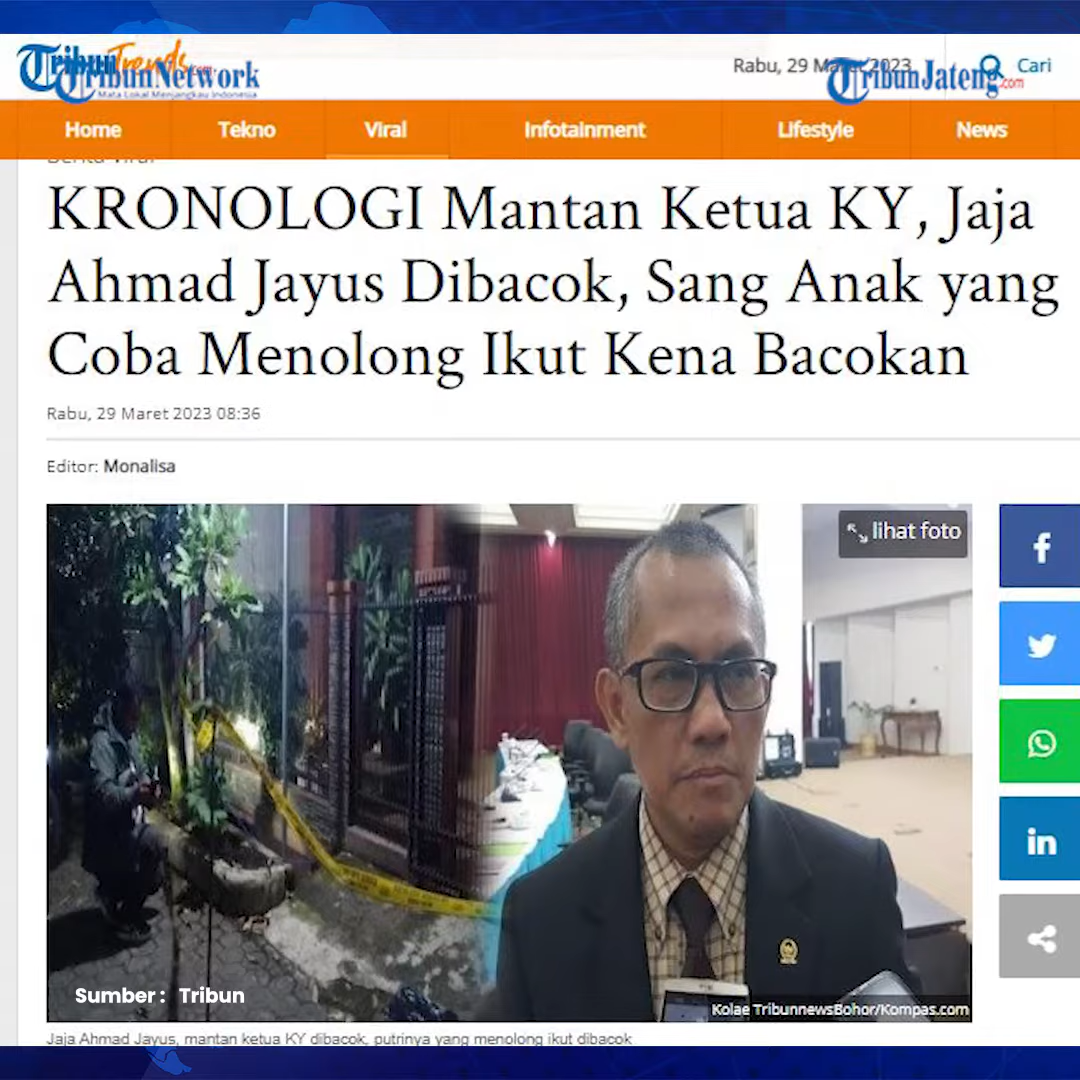 TribunTrends.com
TribunNetwork
Mata Lokal Menjangkau Indonesia
Rabu, 29 Maret 2023
Cari
TribunJateng.com
Home Tekno Viral Infotainment Lifestyle News
Berita Viral
KRONOLOGI Mantan Ketua KY, Jaja
Ahmad Jayus Dibacok, Sang Anak yang
Coba Menolong Ikut Kena Bacokan
Rabu, 29 Maret 2023 08:36
Editor: Monalisa
lihat foto
Sumber : Tribun
Kolae TribunnewsBohor/Kompas.com
Jaja Ahmad Jayus, mantan ketua KY dibacok, putrinya yang menolong ikut dibacok